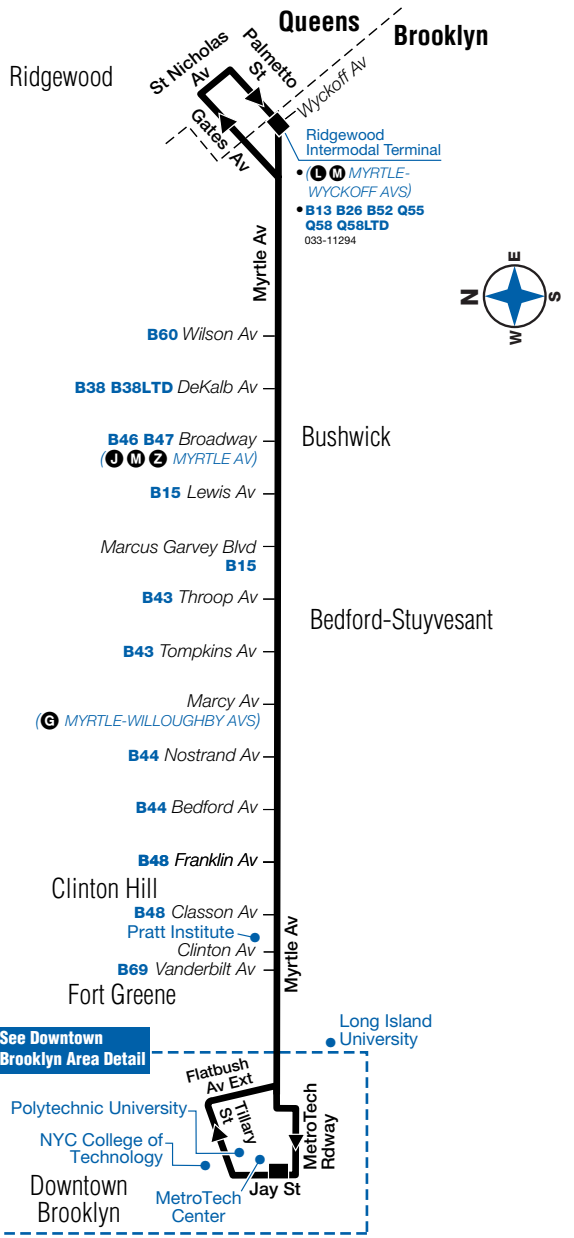 Queens
Brooklyn
Ridgewood
St Nicholas
Av
Palmetto
St
Wyckoff Av
Gates Av
Ridgewood
Intermodal Terminal
• (L M MYRTLE-
WYCKOFF AVS)
• B13 B26 B52 Q55
Q58 Q58LTD
033-11294
Myrtle Av
N
E
S
W
B60 Wilson Av
B38 B38LTD DeKalb Av
B46 B47 Broadway
(J M Z MYRTLE AV)
Bushwick
B15 Lewis Av
Marcus Garvey Blvd
B15
B43 Throop Av
Bedford-Stuyvesant
B43 Tompkins Av
Marcy Av
(G MYRTLE-WILLOUGHBY AVS)
B44 Nostrand Av
B44 Bedford Av
B48 Franklin Av
Clinton Hill
B48 Classon Av
Pratt Institute
Clinton Av
B69 Vanderbilt Av
Myrtle Av
Fort Greene
See Downtown
Brooklyn Area Detail
Long Island
University
Flatbush
Av Ext
Tillary
St
MetroTech
Rdway
Polytechnic University
NYC College of
Technology
MetroTech
Center
Jay St
Downtown
Brooklyn